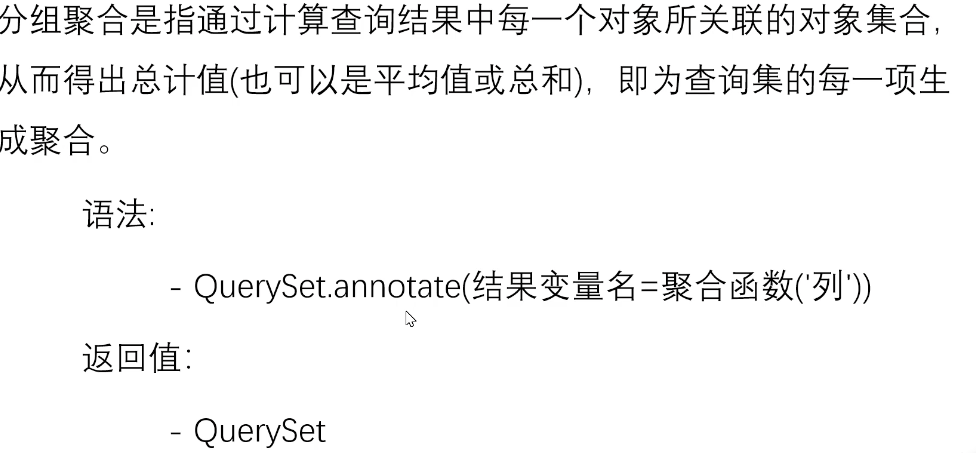 分组聚合是指通过计算查询结果中每一个对象所关联的对象集合，
从而得出总计值(也可以是平均值或总和)，即为查询集的每一项生
成聚合。
语法:
- QuerySet.annotate(结果变量名=聚合函数('列'))
返回值：
- QuerySet